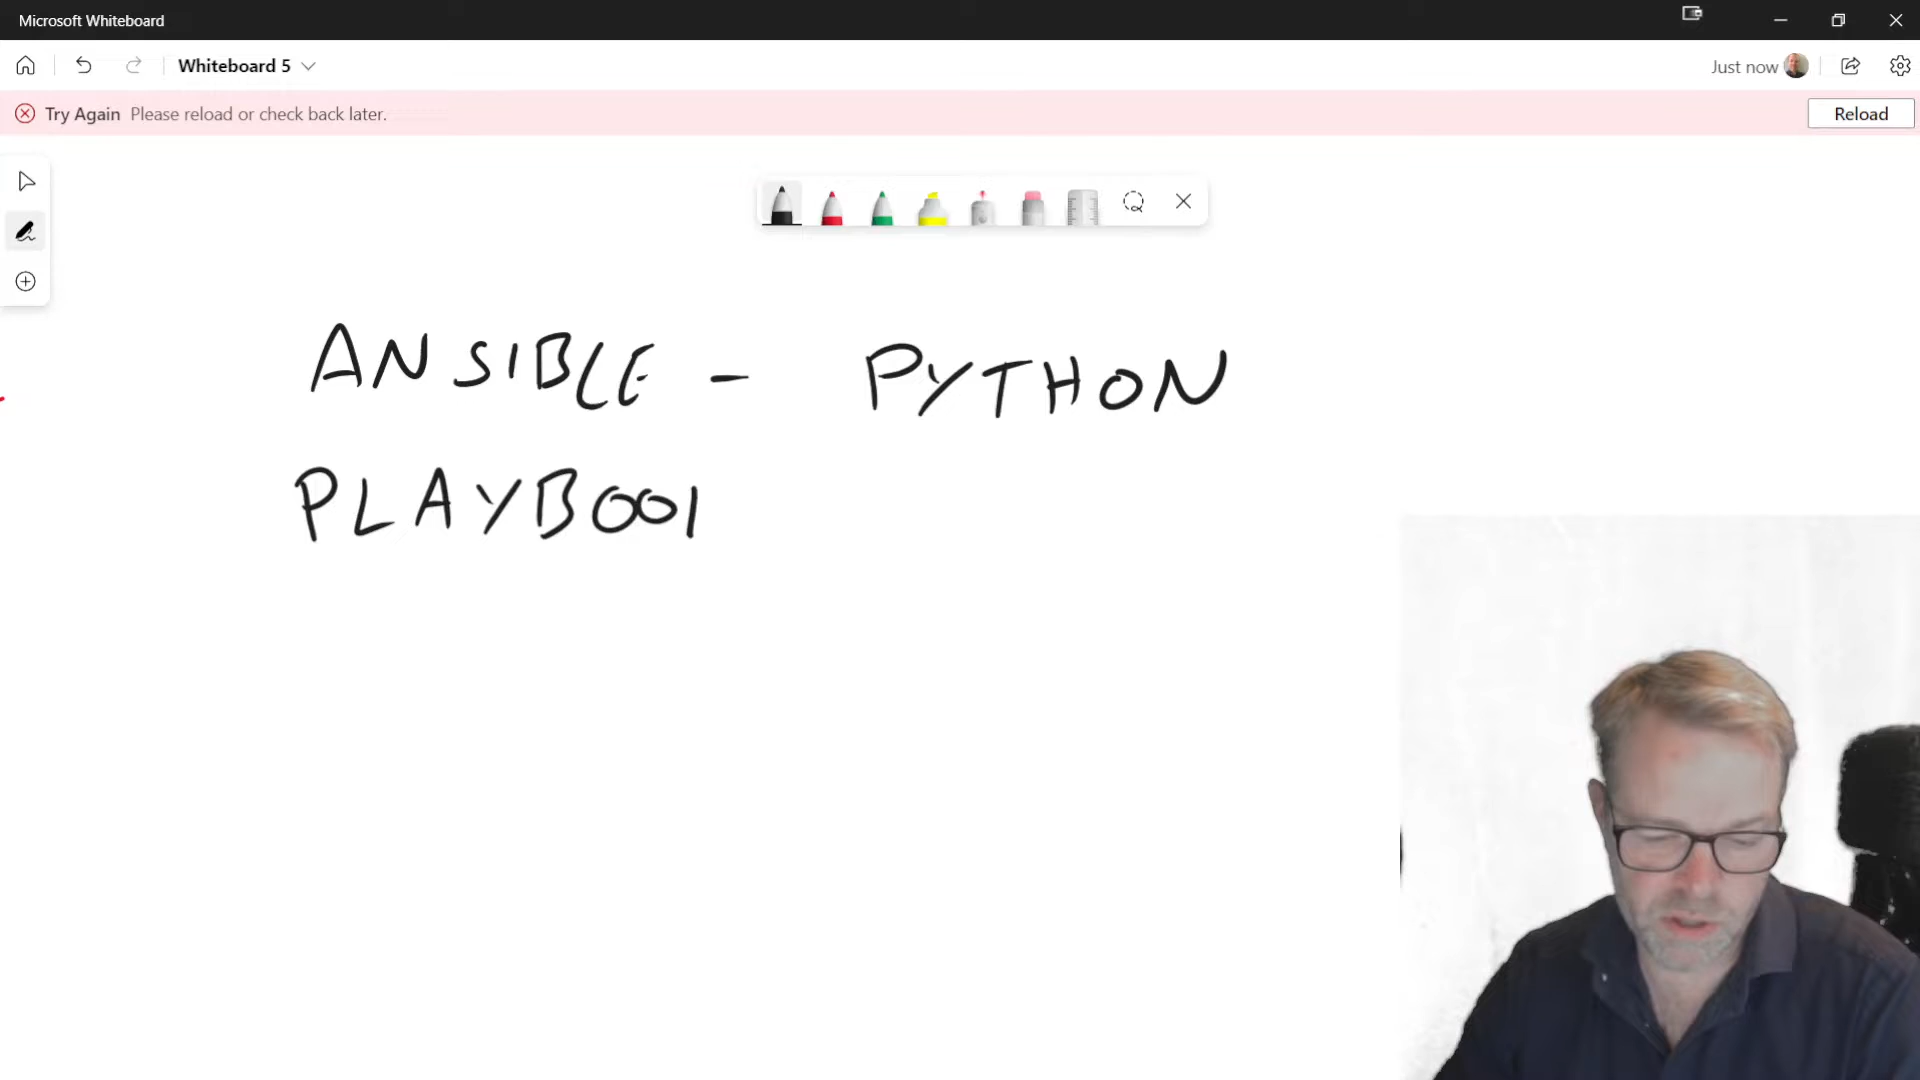 Microsoft Whiteboard
Whiteboard 5
Just now
Try Again Please reload or check back later.
Reload
ANSIBLE - PYTHON
PLAYBOOI